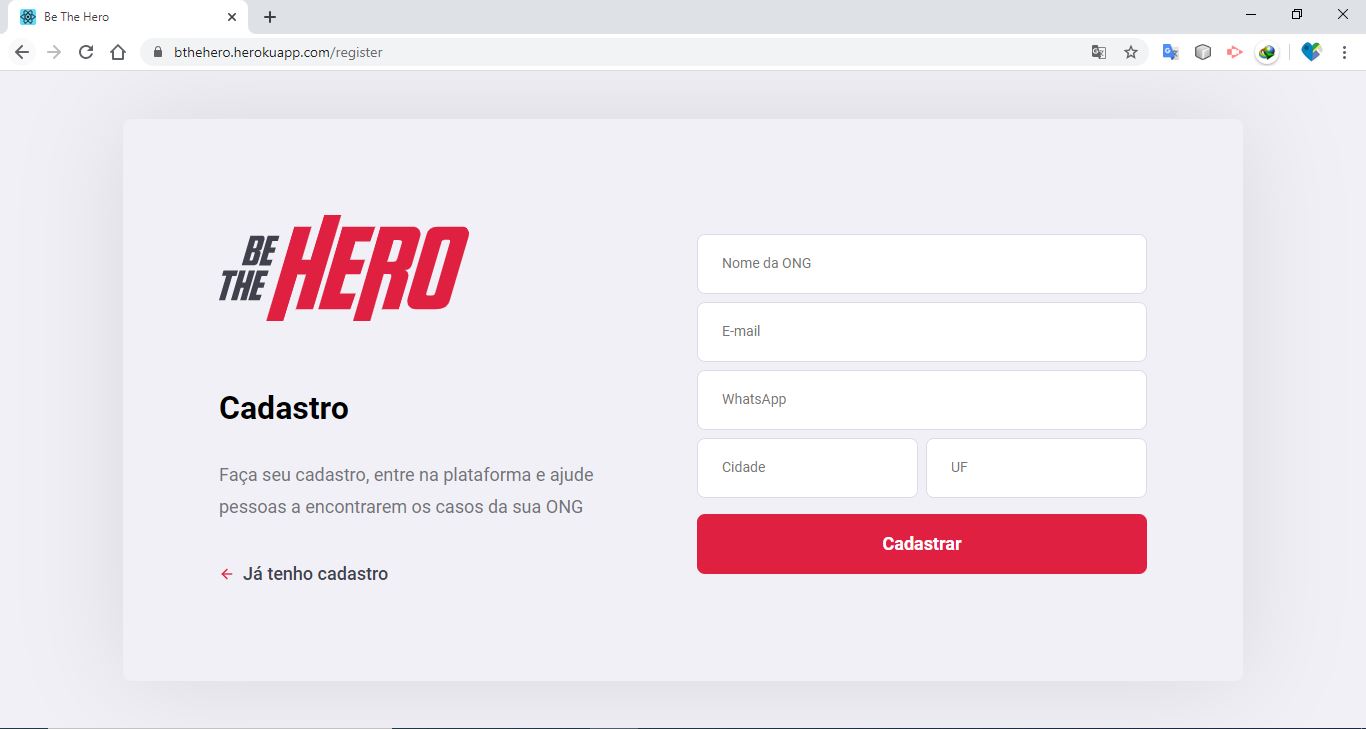 Be The Hero
bthehero.herokuapp.com/register
BE
THE HERO
Cadastro
Faça seu cadastro, entre na plataforma e ajude
pessoas a encontrarem os casos da sua ONG
Já tenho cadastro
Nome da ONG
E-mail
WhatsApp
Cidade UF
Cadastrar